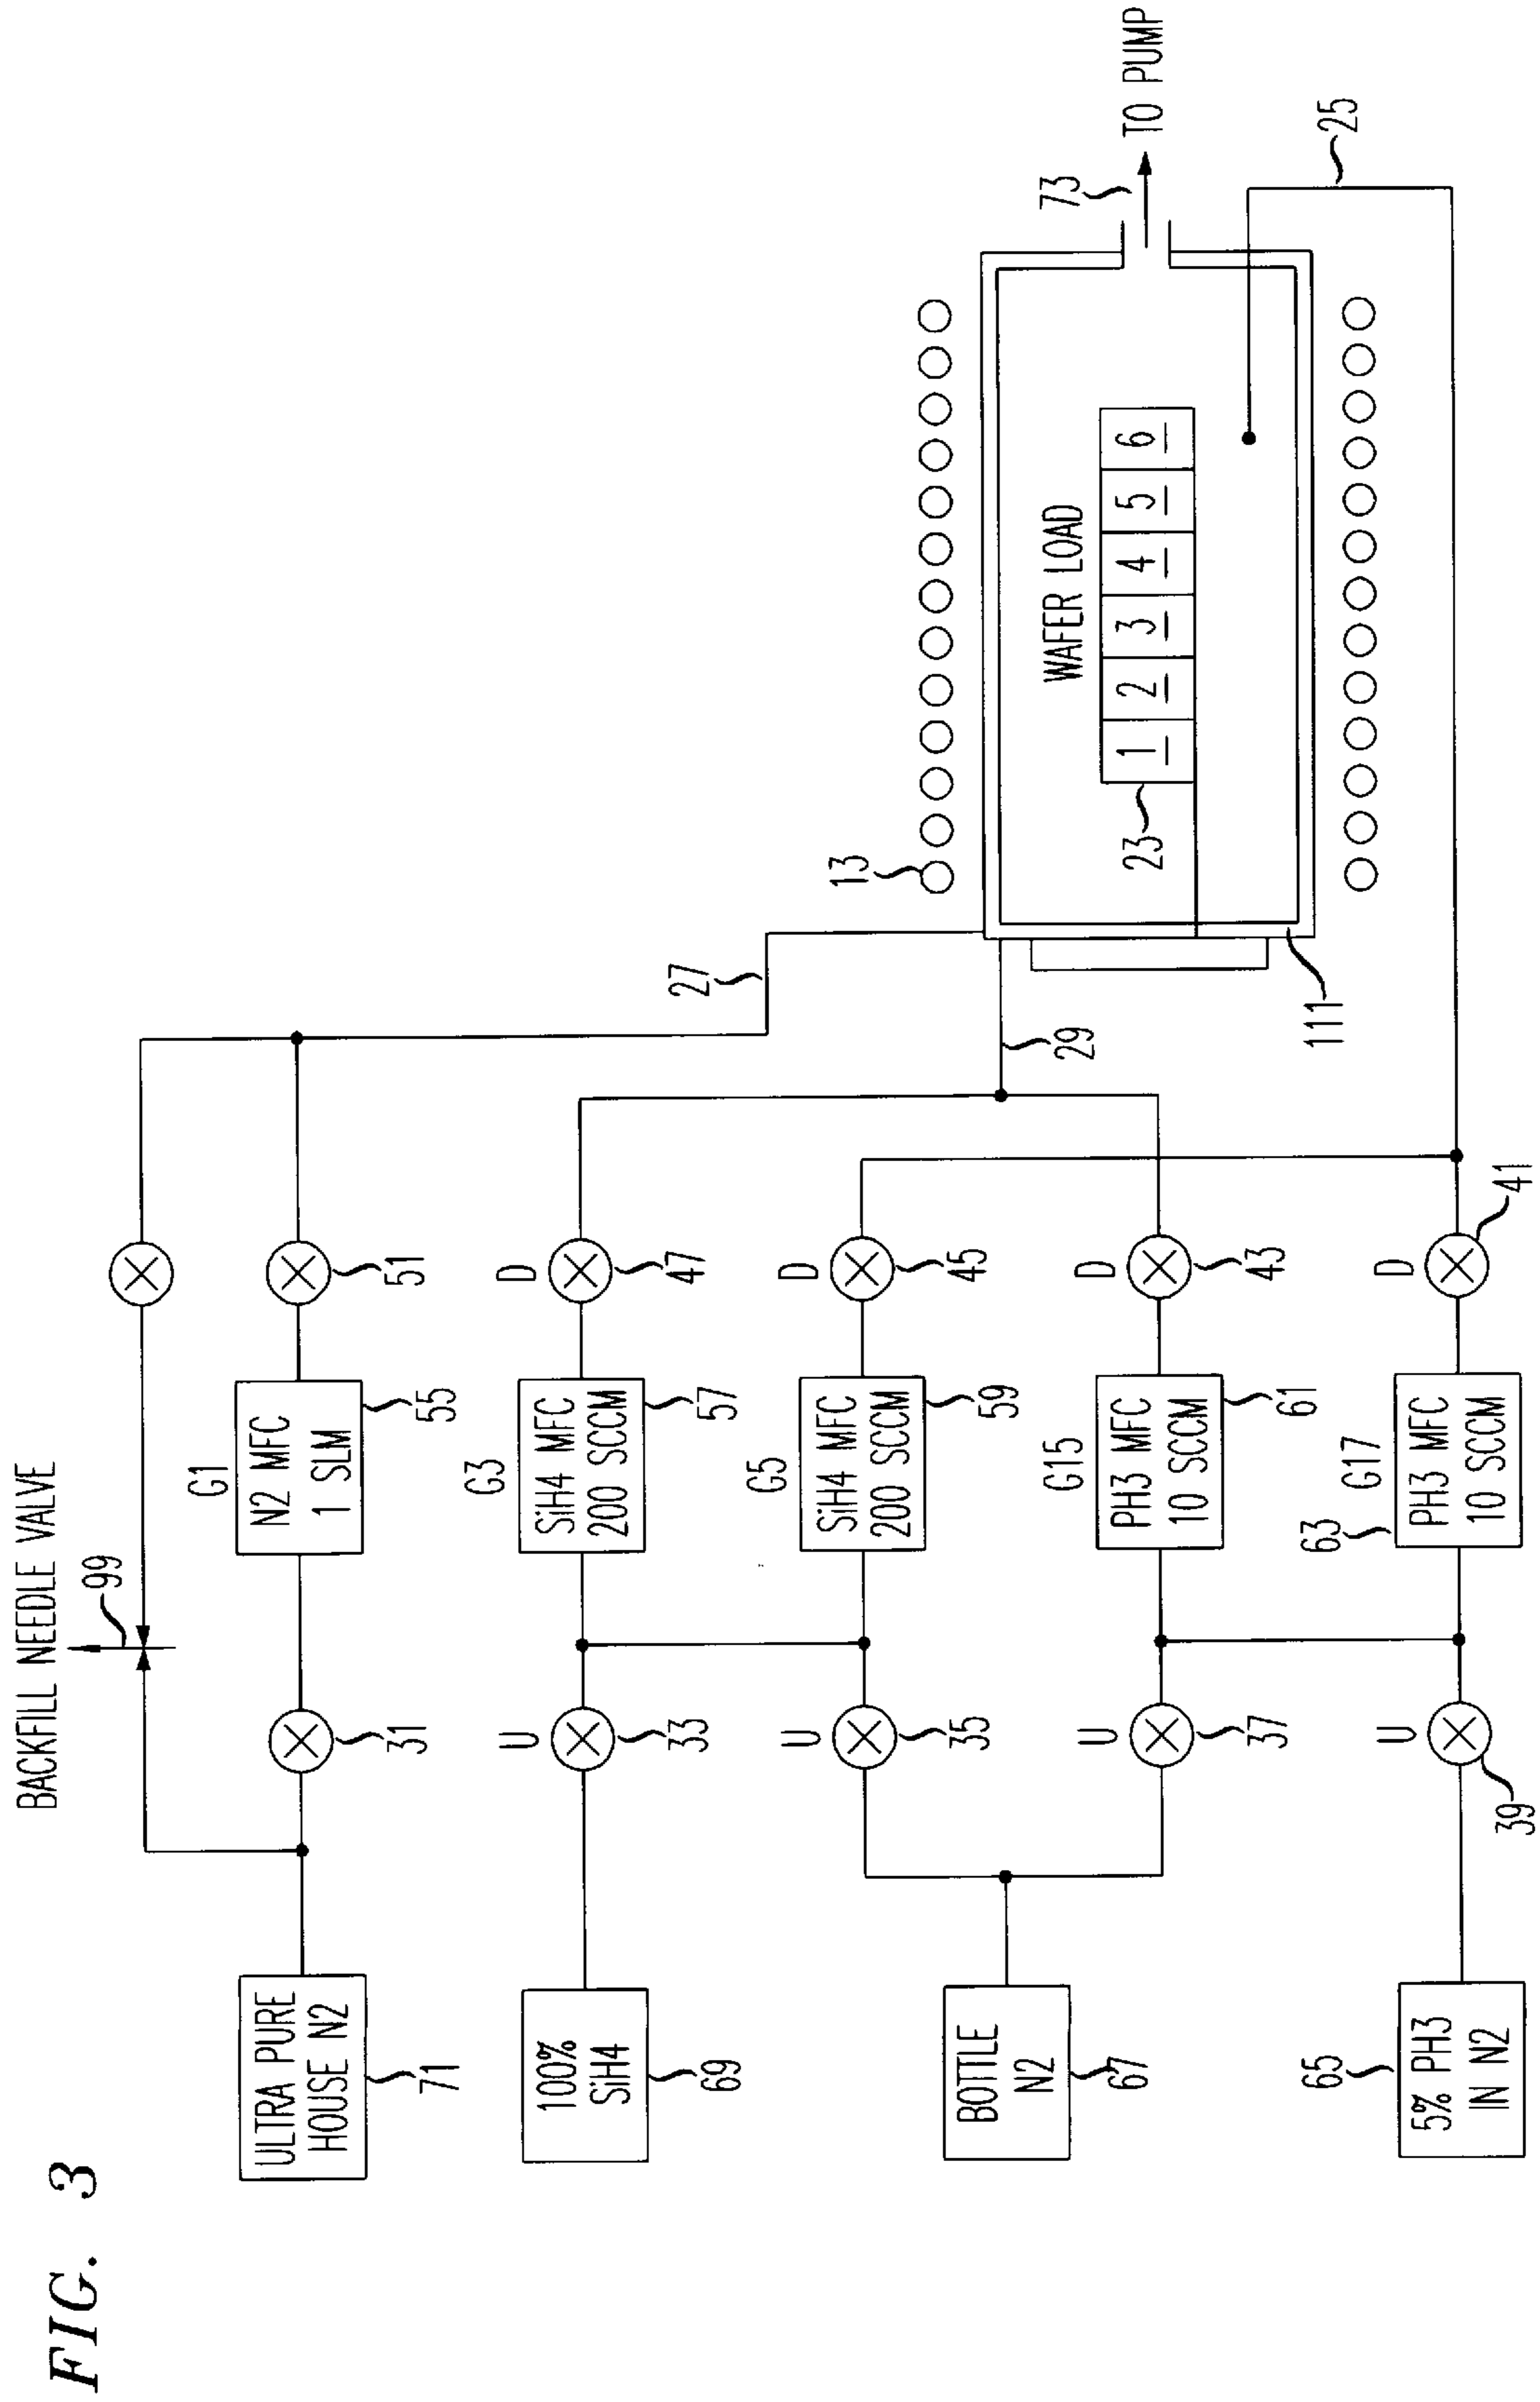 FIG. 3
BACKFILL NEEDLE VALVE
99
ULTRA PURE
HOUSE N2
71
31
G1
N2 MFC
1 SLM
55
51
27
100%
SiH4
69
U
33
G3
SiH4 MFC
200 SCCM
57
D
47
29
BOTTLE
N2
67
U
35
G5
SiH4 MFC
200 SCCM
59
D
45
U
37
G15
PH3 MFC
10 SCCM
61
D
43
5% PH3
IN N2
65
U
39
G17
PH3 MFC
10 SCCM
63
D
41
13
WAFER LOAD
1 2 3 4 5 6
23
111
25
73
TO PUMP